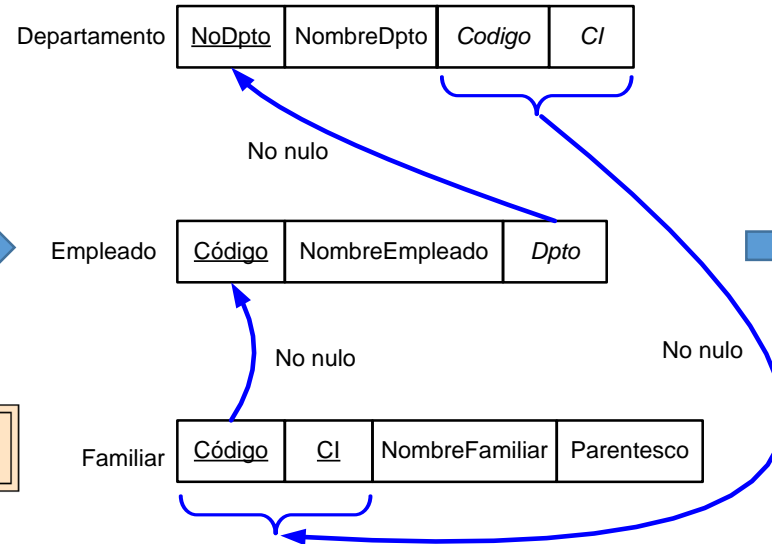 Departamento NoDpto NombreDpto Codigo CI
No nulo
Empleado Código NombreEmpleado Dpto
No nulo
No nulo
Familiar Código CI NombreFamiliar Parentesco